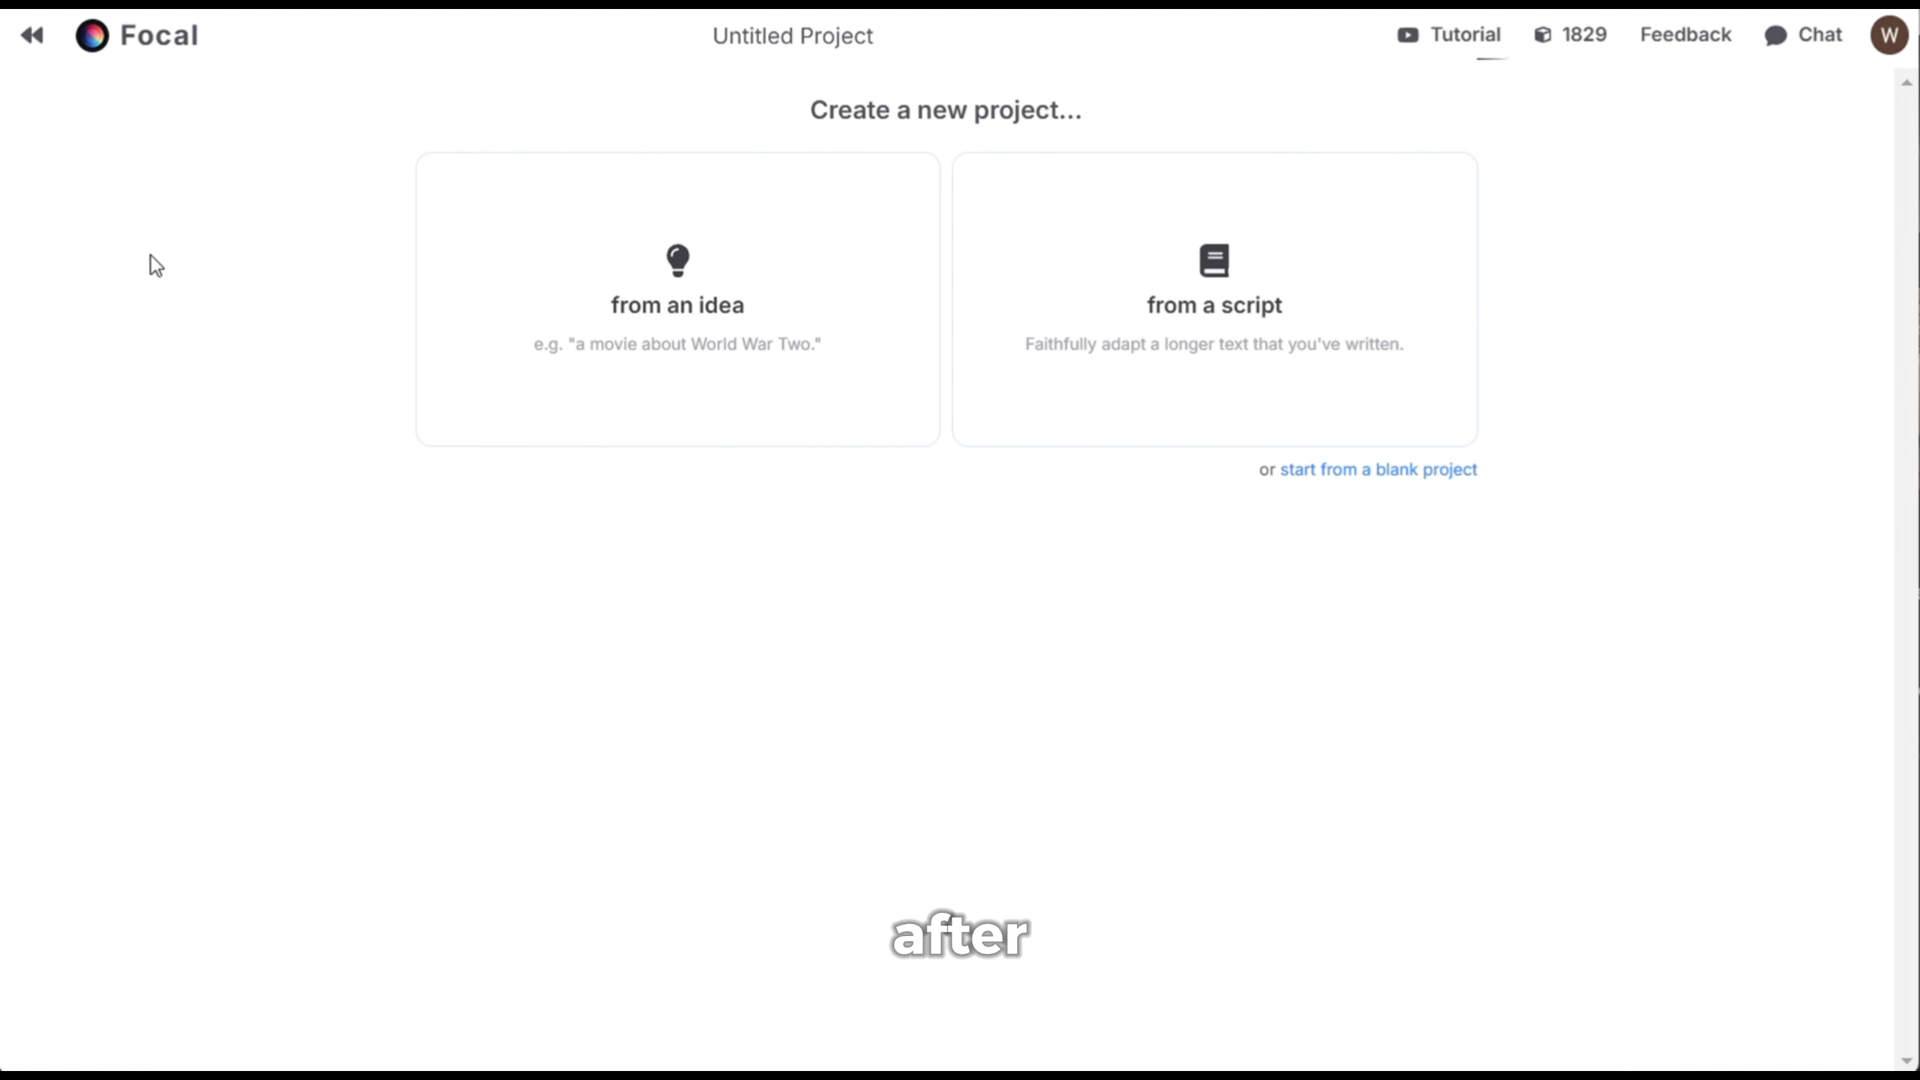 Focal
Untitled Project
Tutorial
1829
Feedback
Chat
W
Create a new project...
from an idea
e.g. "a movie about World War Two."
from a script
Faithfully adapt a longer text that you've written.
or start from a blank project
after